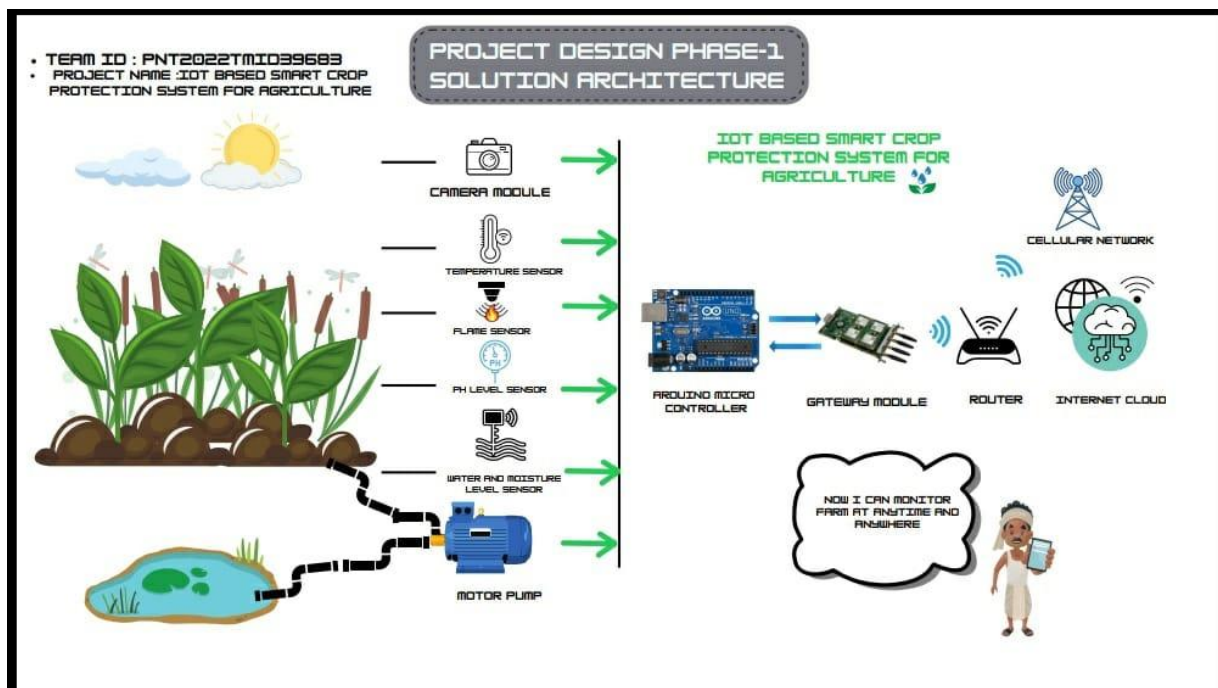 PROJECT DESIGN PHASE-1
SOLUTION ARCHITECTURE
• TEAM ID : PNT2022TMID39683
• PROJECT NAME :IOT BASED SMART CROP
PROTECTION SYSTEM FOR AGRICULTURE
CAMERA MODULE
TEMPERATURE SENSOR
FLAME SENSOR
PH
PH LEVEL SENSOR
WATER AND MOISTURE
LEVEL SENSOR
MOTOR PUMP
IOT BASED SMART CROP
PROTECTION SYSTEM FOR
AGRICULTURE
CELLULAR NETWORK
UNO
ARDUINO
ARDUINO MICRO
CONTROLLER
GATEWAY MODULE
ROUTER
INTERNET CLOUD
NOW I CAN MONITOR
FARM AT ANYTIME AND
ANYWHERE